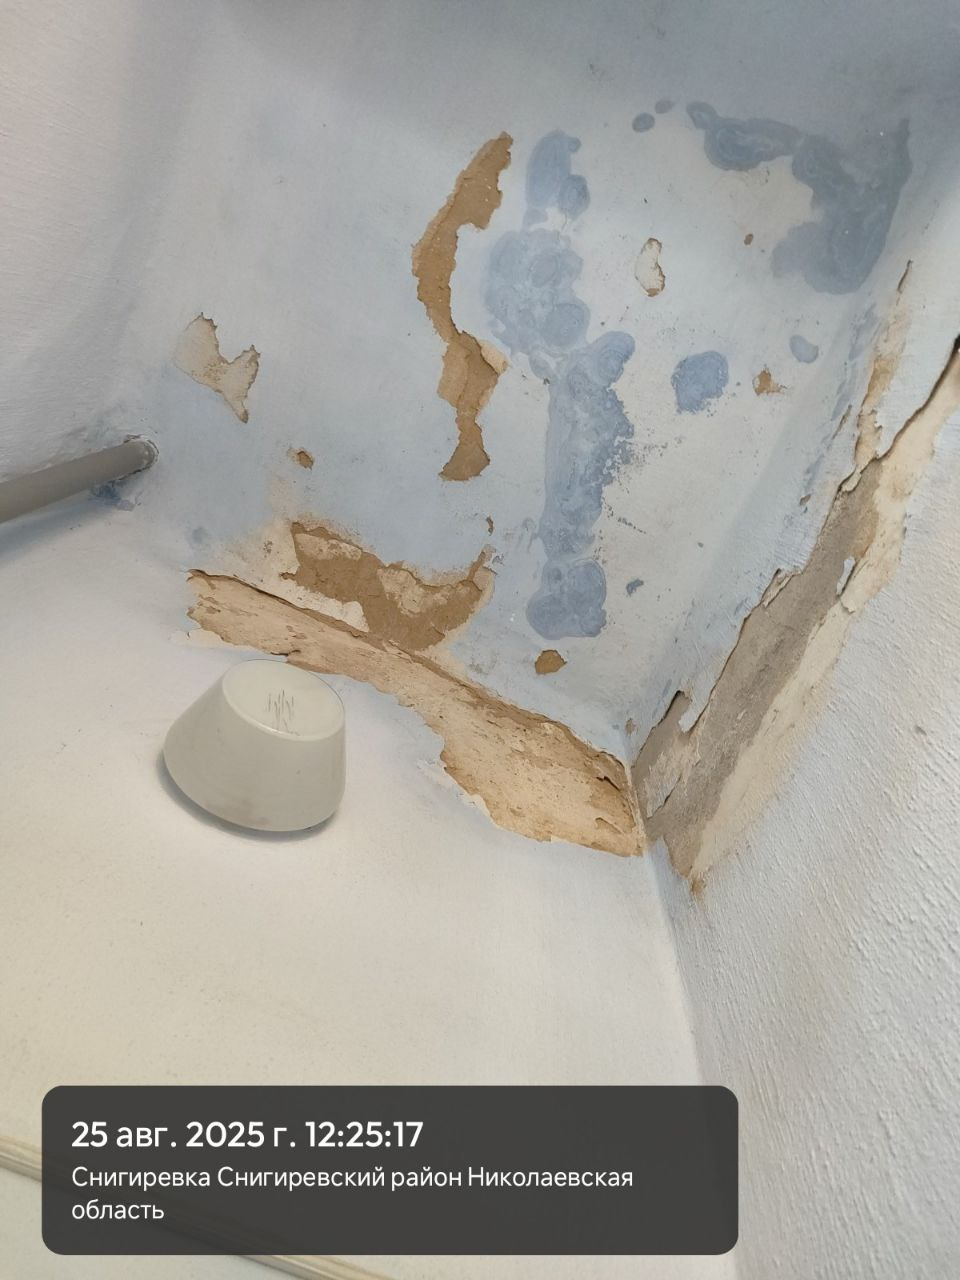 25 авг. 2025 г. 12:25:17
Снигиревка Снигиревский район Николаевская
область